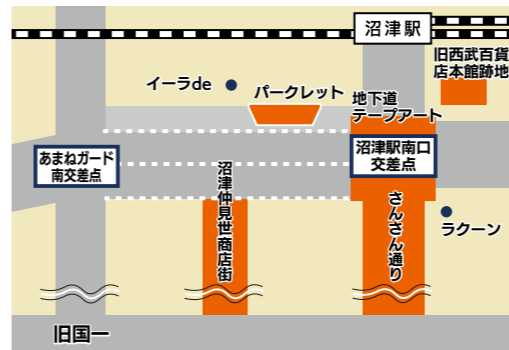 沼津駅
旧西武百貨
店本館跡地
イーラde
パークレット
地下道
テープアート
あまねガード
南交差点
沼津駅南口
交差点
沼津仲見世商店街
さんさん通り
ラクーン
旧国一